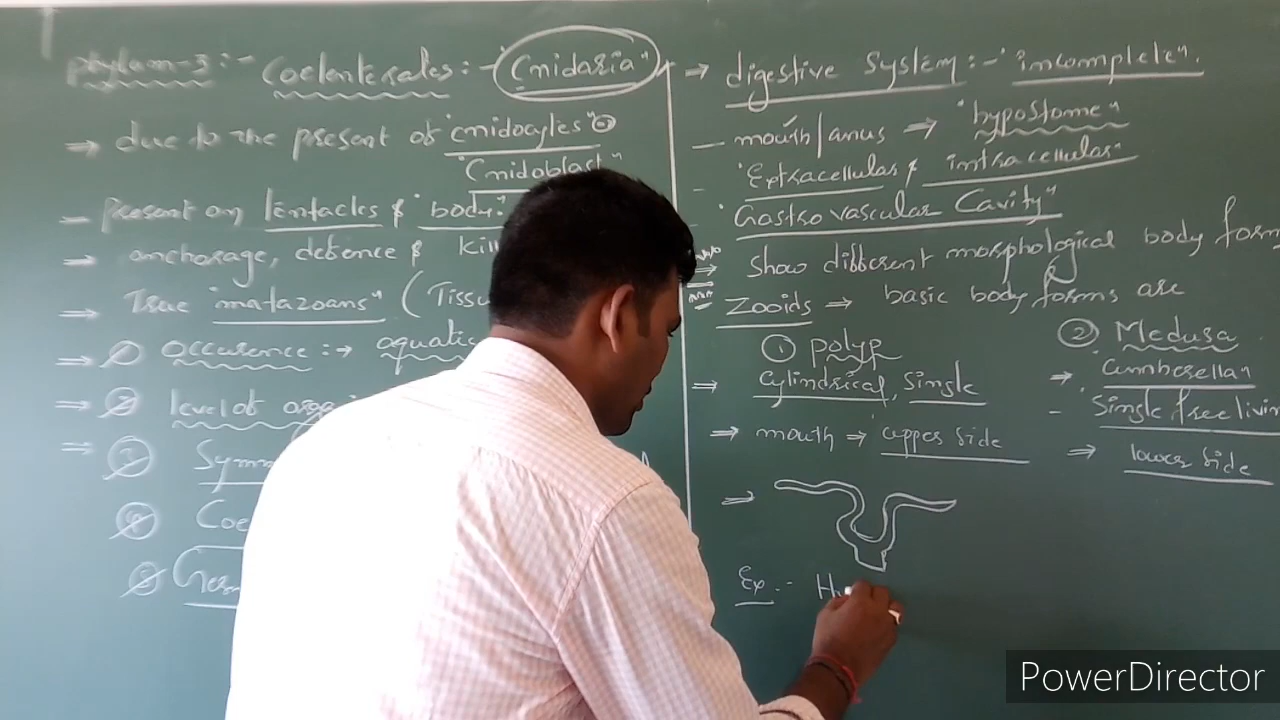 phylum-3 :- Coelenterates :- "Cnidaria"
⇒ due to the present of "cnidocytes" ⊙
"Cnidoblast"
- present on tentacles & "body."
⇒ anchorage, defence & kill
⇒ True "matazoans" (Tissu
⇒ ① Occurence :→ aquatic
⇒ ② level of orga
⇒ ③ Symm
④ Coe
⑤ Germ
⇒ digestive System :- "incomplete".
- mouth/anus → "hypostome"
- "Extracellular & intracellular"
- "Gastro vascular Cavity"
⇒ Show different morphological body form
- Zooids → basic body forms are
① polyp
⇒ cylindrical, Single
⇒ mouth → upper side
⇒
Ex :- Hy
② Medusa
→ "umberella"
- Single, free livin
⇒ lower side
PowerDirector